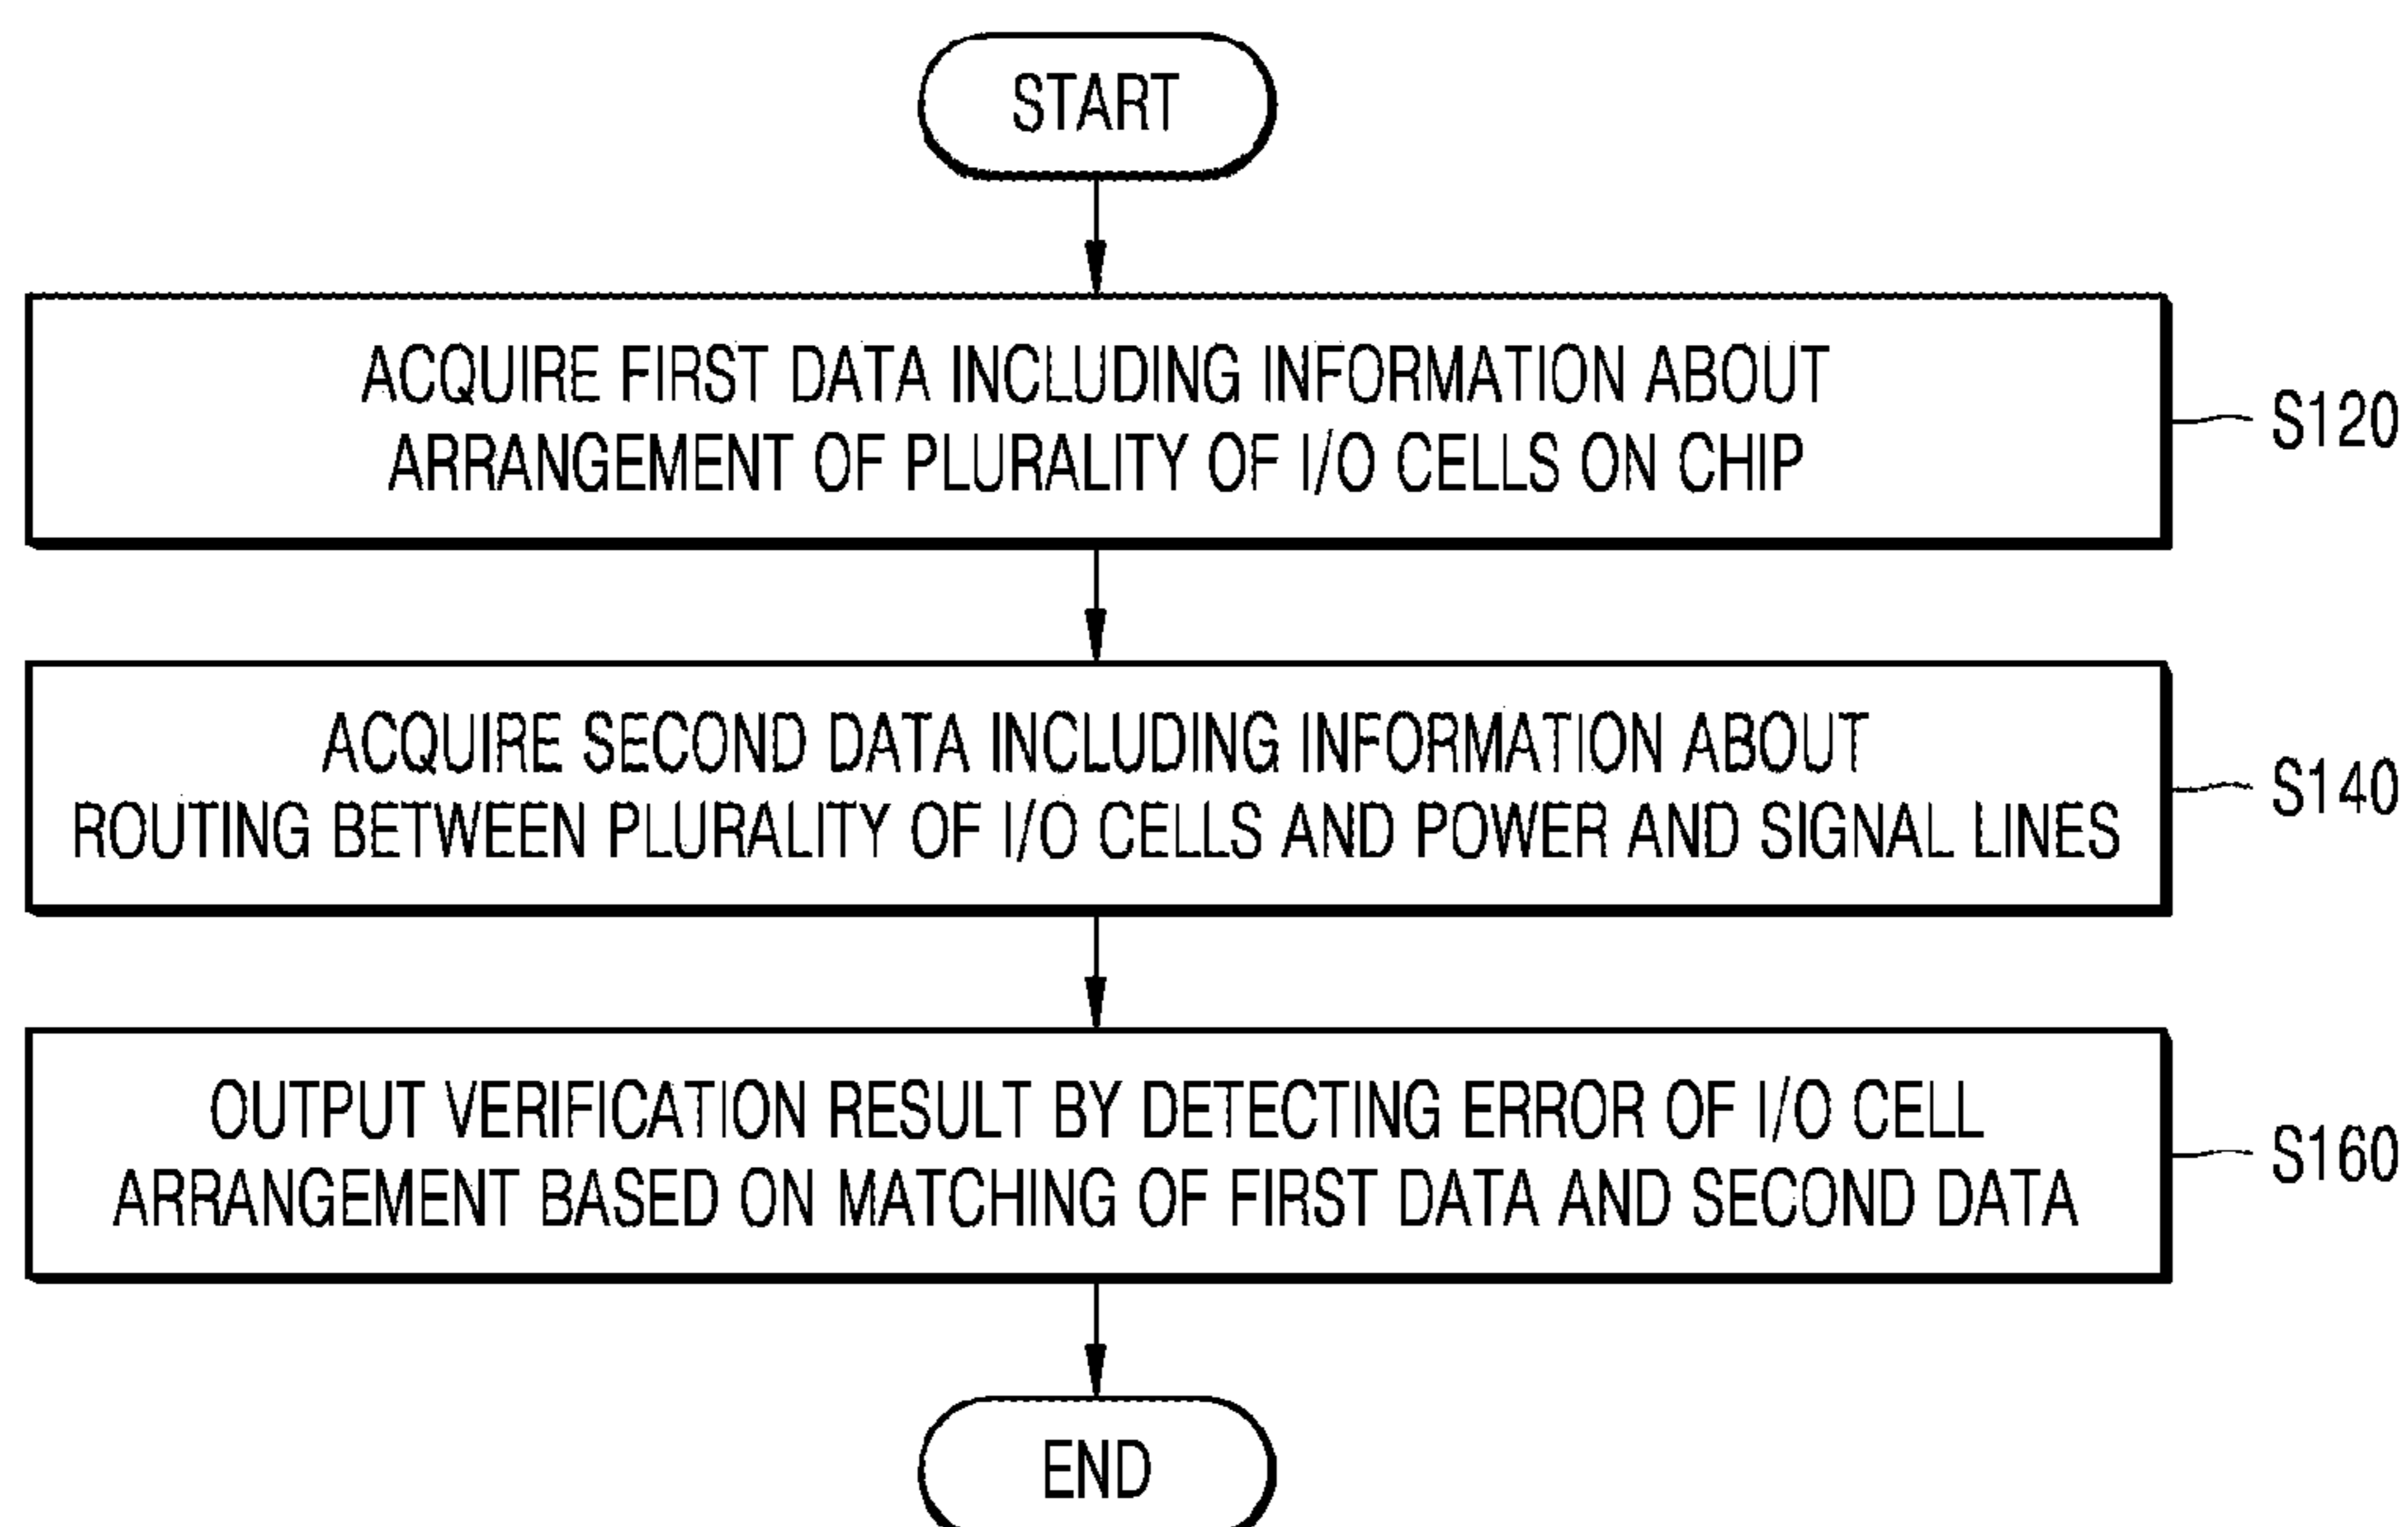 START
ACQUIRE FIRST DATA INCLUDING INFORMATION ABOUT
ARRANGEMENT OF PLURALITY OF I/O CELLS ON CHIP
S120
ACQUIRE SECOND DATA INCLUDING INFORMATION ABOUT
ROUTING BETWEEN PLURALITY OF I/O CELLS AND POWER AND SIGNAL LINES
S140
OUTPUT VERIFICATION RESULT BY DETECTING ERROR OF I/O CELL
ARRANGEMENT BASED ON MATCHING OF FIRST DATA AND SECOND DATA
S160
END